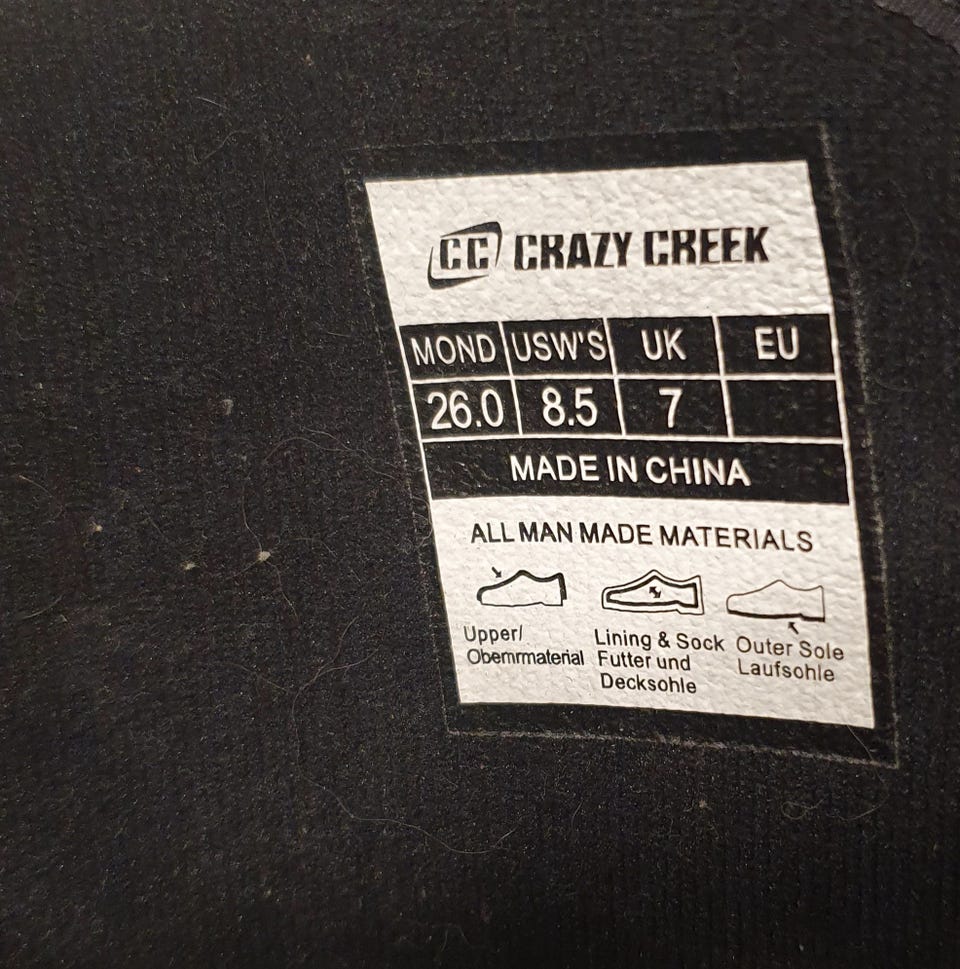 CC CRAZY CREEK
MOND USW'S UK EU
26.0 8.5 7
MADE IN CHINA
ALL MAN MADE MATERIALS
Upper/
Obemrmaterial
Lining & Sock
Futter und
Decksohle
Outer Sole
Laufsohle